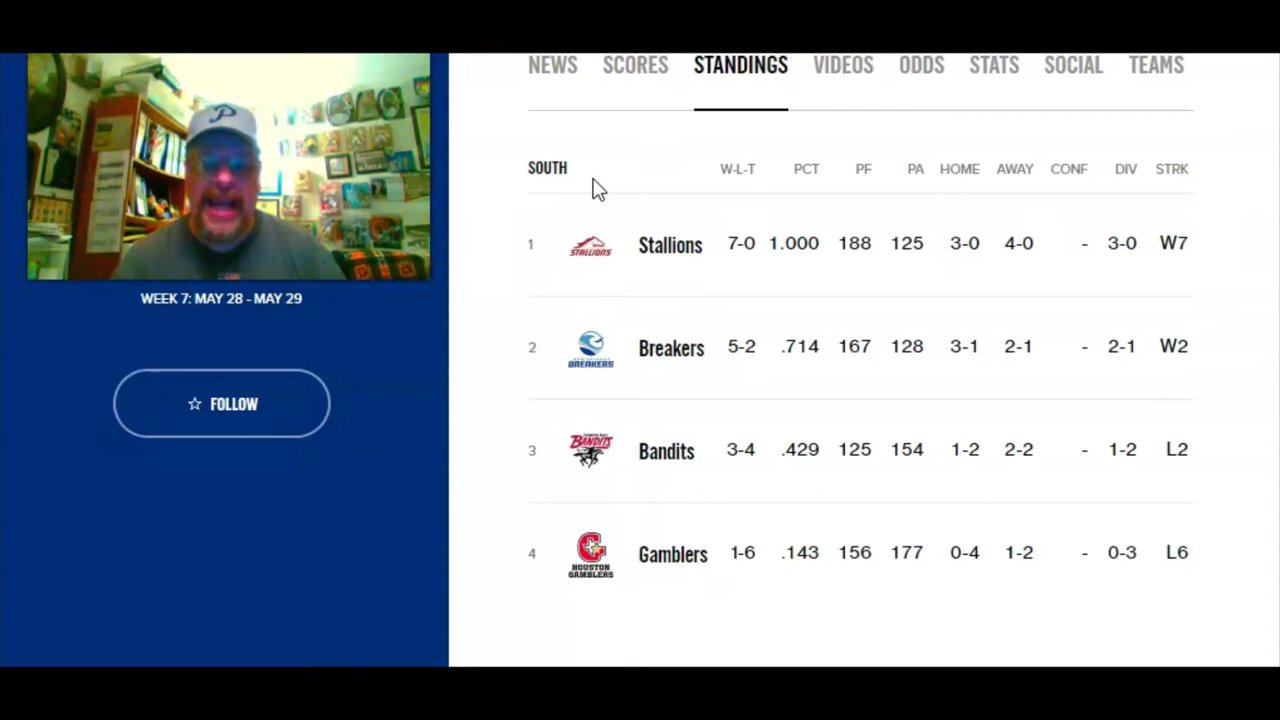 NEWS SCORES STANDINGS VIDEOS ODDS STATS SOCIAL TEAMS
SOUTH W-L-T PCT PF PA HOME AWAY CONF DIV STRK
1 STALLIONS Stallions 7-0 1.000 188 125 3-0 4-0 - 3-0 W7
2 BREAKERS Breakers 5-2 .714 167 128 3-1 2-1 - 2-1 W2
3 BANDITS Bandits 3-4 .429 125 154 1-2 2-2 - 1-2 L2
4 HOUSTON GAMBLERS Gamblers 1-6 .143 156 177 0-4 1-2 - 0-3 L6
P
WEEK 7: MAY 28 - MAY 29
☆ FOLLOW